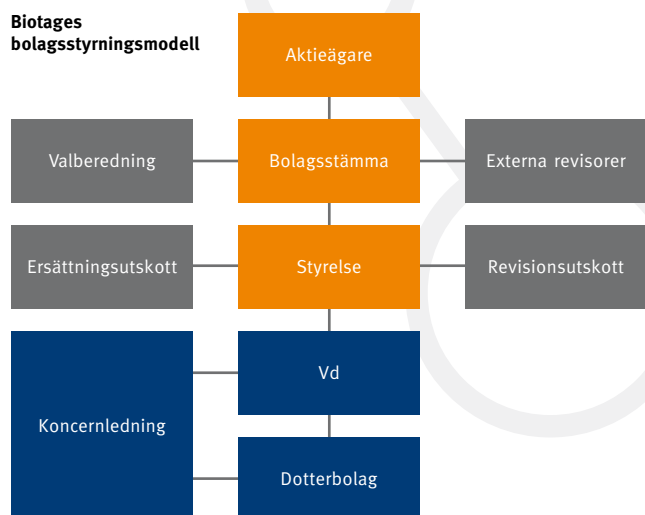 Biotages
bolagsstyrningsmodell
Aktieägare
Valberedning
Bolagsstämma
Externa revisorer
Ersättningsutskott
Styrelse
Revisionsutskott
Vd
Koncernledning
Dotterbolag